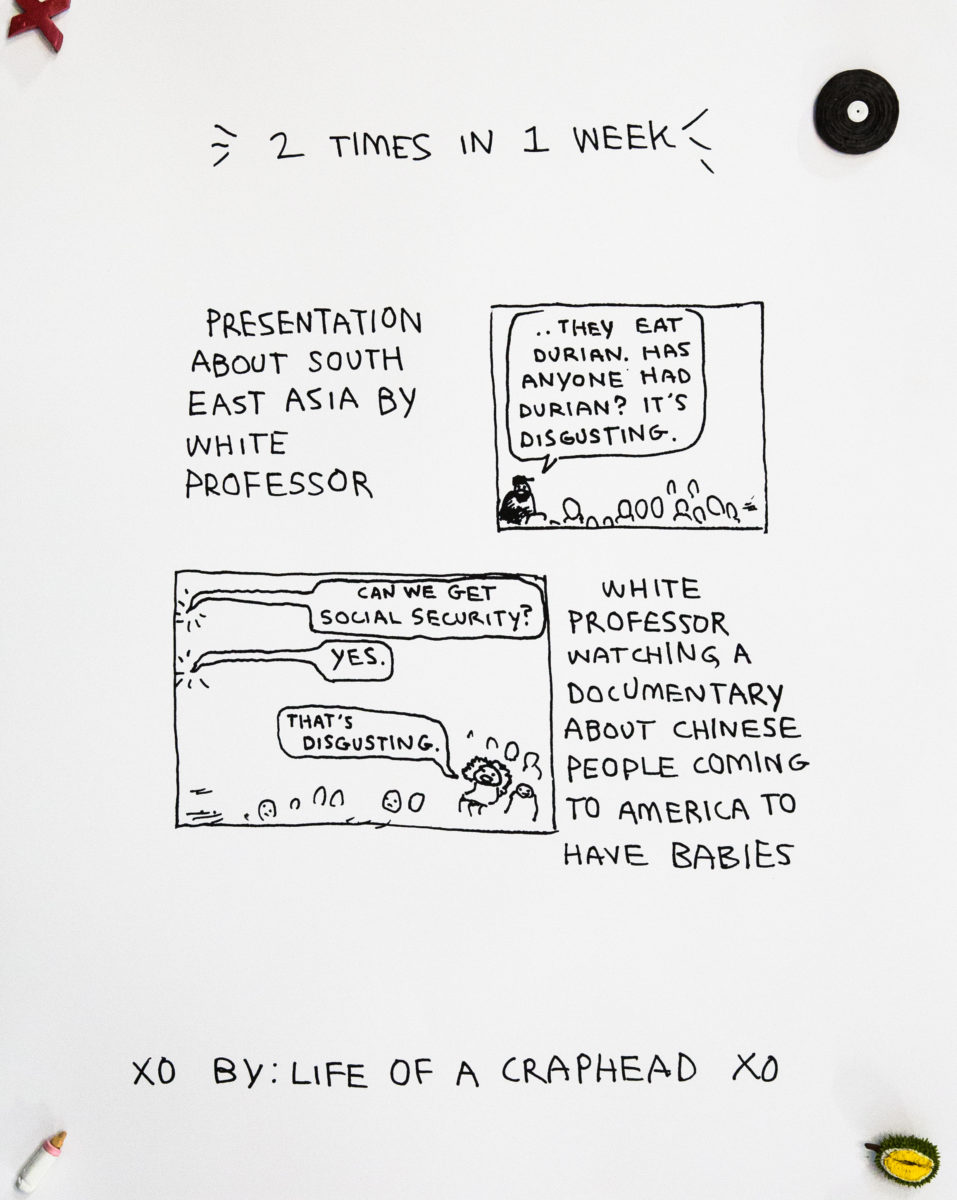 2 TIMES IN 1 WEEK
PRESENTATION
ABOUT SOUTH
EAST ASIA BY
WHITE
PROFESSOR
..THEY EAT
DURIAN. HAS
ANYONE HAD
DURIAN? IT'S
DISGUSTING.
CAN WE GET
SOCIAL SECURITY?
YES.
THAT'S
DISGUSTING.
WHITE
PROFESSOR
WATCHING A
DOCUMENTARY
ABOUT CHINESE
PEOPLE COMING
TO AMERICA TO
HAVE BABIES
XO BY: LIFE OF A CRAPHEAD XO